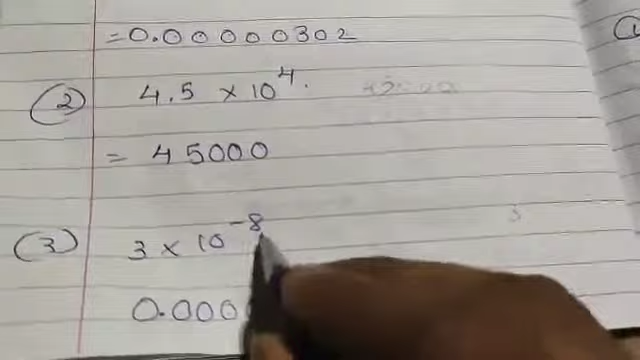 = 0.00000302
(2) 4.5 × 10⁴.
= 45000
(3) 3 × 10⁻⁸
0.000